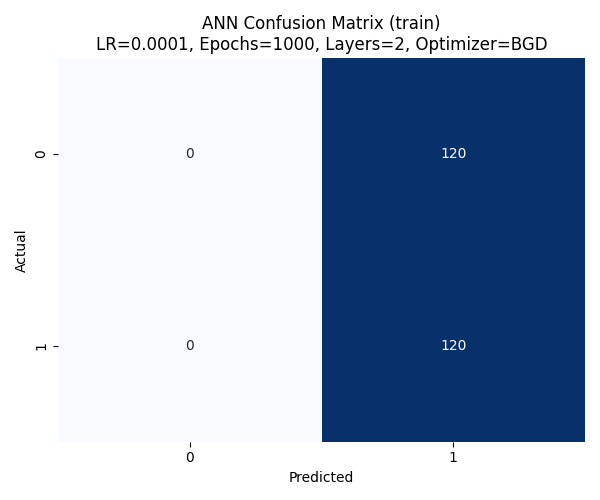 ANN Confusion Matrix (train)
LR=0.0001, Epochs=1000, Layers=2, Optimizer=BGD
0
0
120
Actual
1
0
120
0
1
Predicted